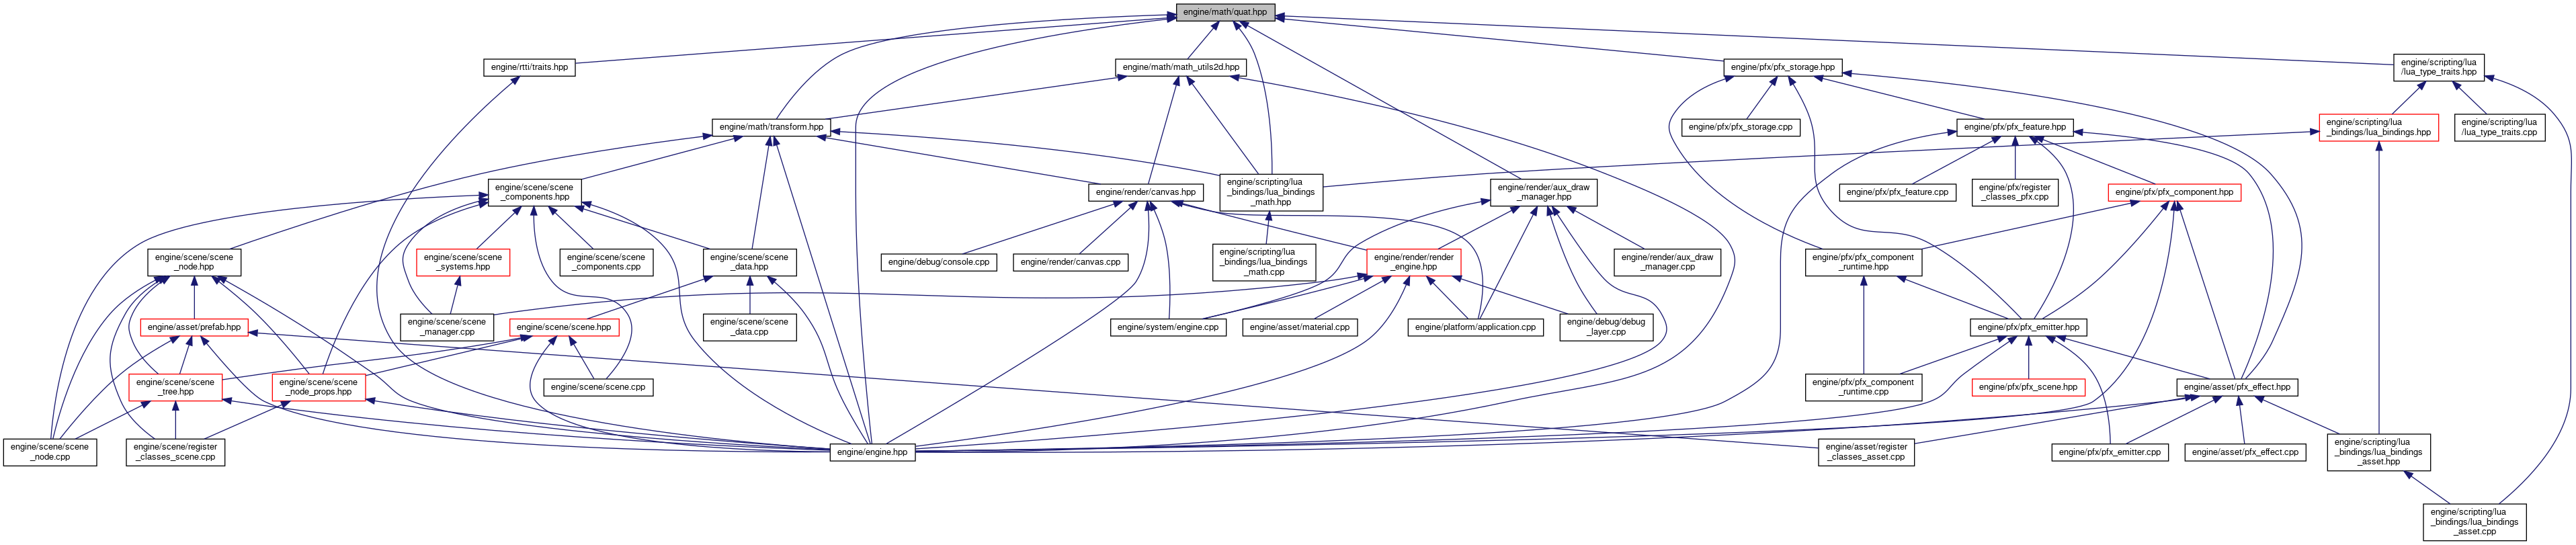 engine/math/quat.hpp
engine/rtti/traits.hpp
engine/math/math_utils2d.hpp
engine/pfx/pfx_storage.hpp
engine/scripting/lua
/lua_type_traits.hpp
engine/math/transform.hpp
engine/pfx/pfx_storage.cpp
engine/pfx/pfx_feature.hpp
engine/scripting/lua
_bindings/lua_bindings.hpp
engine/scripting/lua
/lua_type_traits.cpp
engine/scene/scene
_components.hpp
engine/render/canvas.hpp
engine/scripting/lua
_bindings/lua_bindings
_math.hpp
engine/render/aux_draw
_manager.hpp
engine/pfx/pfx_feature.cpp
engine/pfx/register
_classes_pfx.cpp
engine/pfx/pfx_component.hpp
engine/scene/scene
_node.hpp
engine/scene/scene
_systems.hpp
engine/scene/scene
_components.cpp
engine/scene/scene
_data.hpp
engine/debug/console.cpp
engine/render/canvas.cpp
engine/scripting/lua
_bindings/lua_bindings
_math.cpp
engine/render/render
_engine.hpp
engine/render/aux_draw
_manager.cpp
engine/pfx/pfx_component
_runtime.hpp
engine/asset/prefab.hpp
engine/scene/scene
_manager.cpp
engine/scene/scene.hpp
engine/scene/scene
_data.cpp
engine/system/engine.cpp
engine/asset/material.cpp
engine/platform/application.cpp
engine/debug/debug
_layer.cpp
engine/pfx/pfx_emitter.hpp
engine/scene/scene
_tree.hpp
engine/scene/scene
_node_props.hpp
engine/scene/scene.cpp
engine/pfx/pfx_component
_runtime.cpp
engine/pfx/pfx_scene.hpp
engine/asset/pfx_effect.hpp
engine/scene/scene
_node.cpp
engine/scene/register
_classes_scene.cpp
engine/engine.hpp
engine/asset/register
_classes_asset.cpp
engine/pfx/pfx_emitter.cpp
engine/asset/pfx_effect.cpp
engine/scripting/lua
_bindings/lua_bindings
_asset.hpp
engine/scripting/lua
_bindings/lua_bindings
_asset.cpp